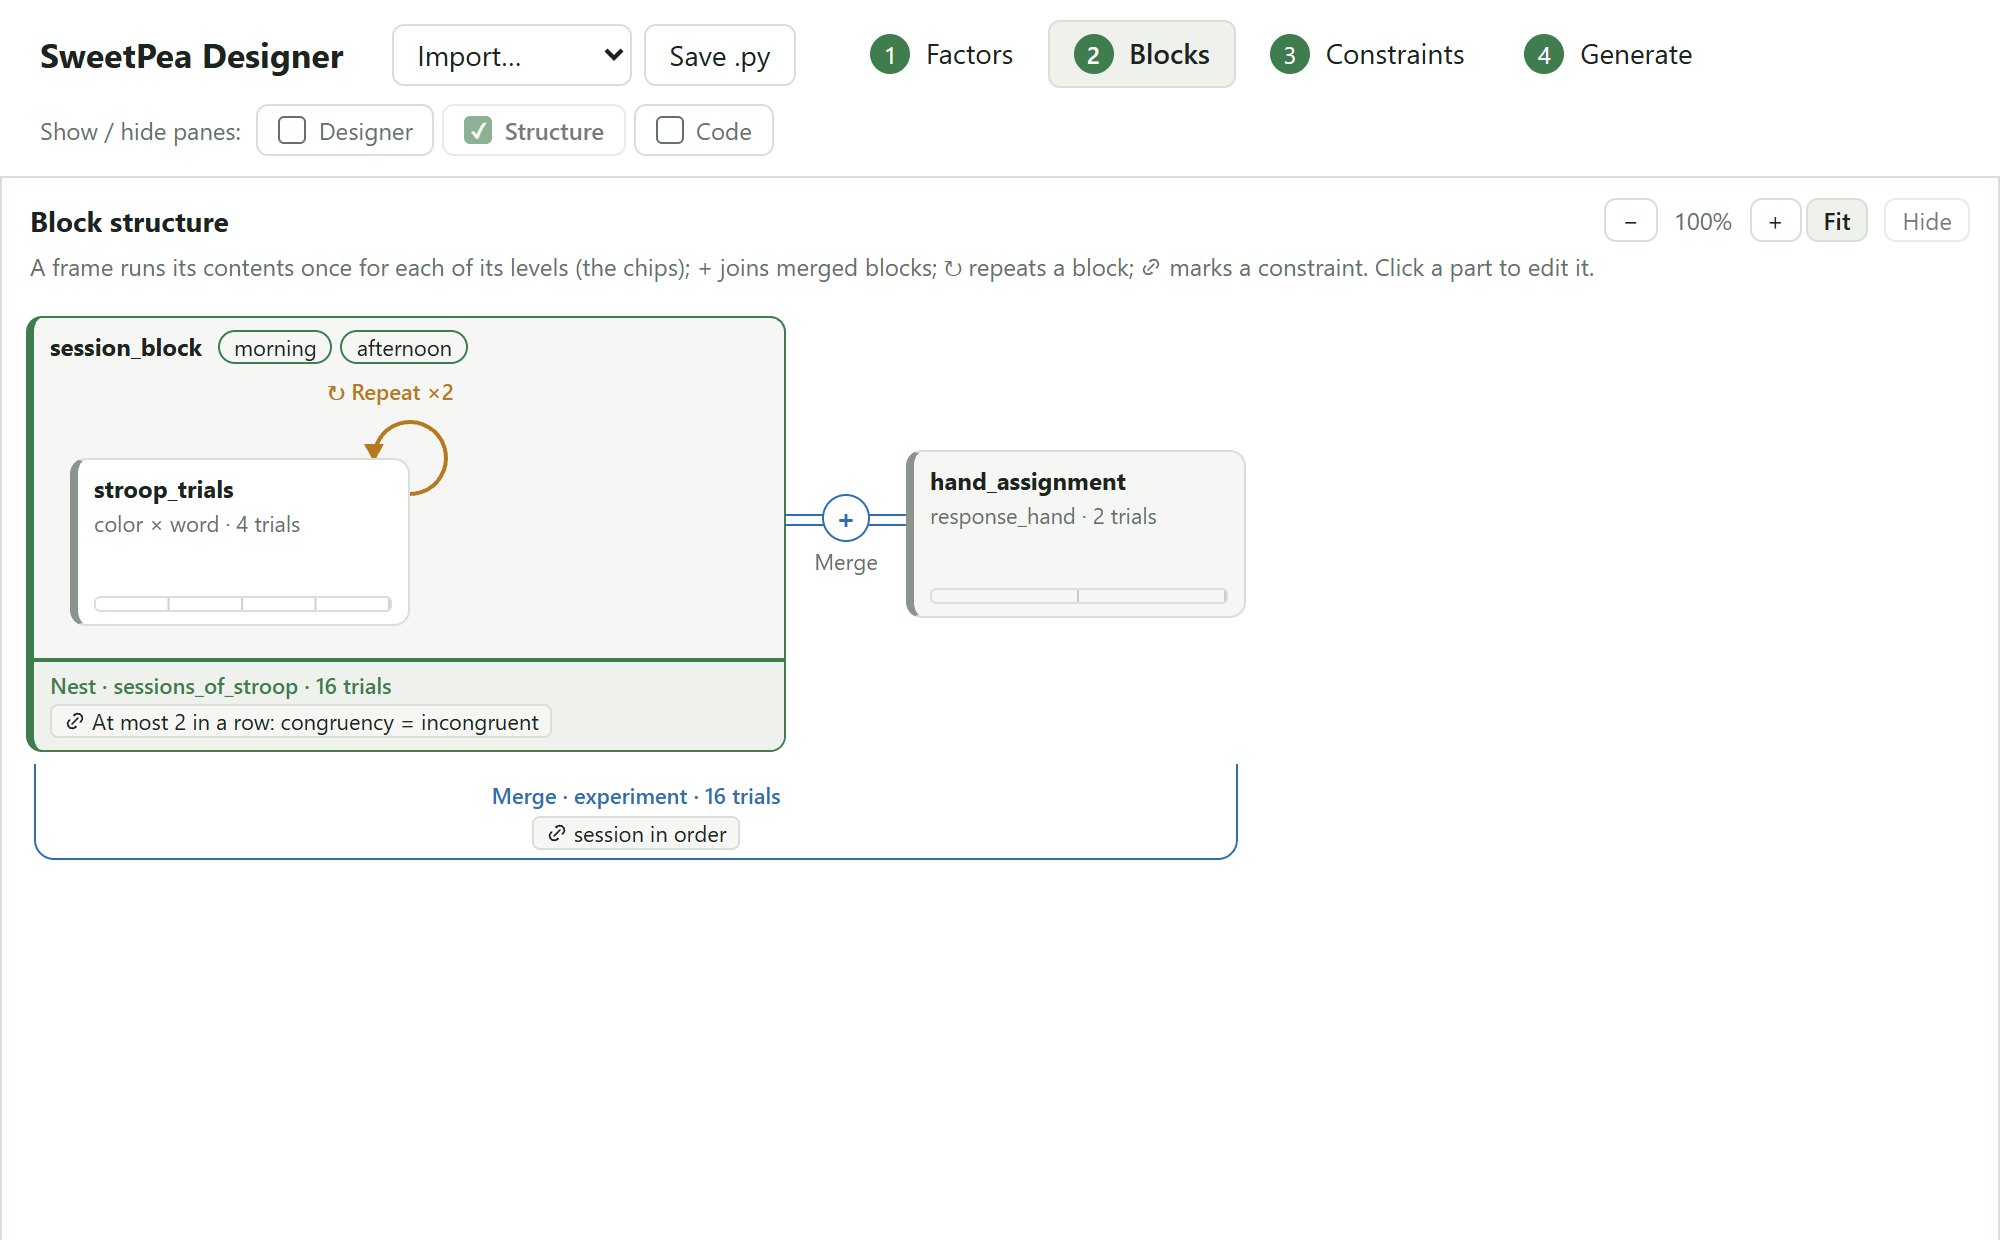 SweetPea Designer
Import...
Save .py
1 Factors
2 Blocks
3 Constraints
4 Generate
Show / hide panes:
Designer
Structure
Code
Block structure
− 100% + Fit Hide
A frame runs its contents once for each of its levels (the chips); + joins merged blocks; ↻ repeats a block; 🔗 marks a constraint. Click a part to edit it.
session_block morning afternoon
↻ Repeat ×2
stroop_trials
color × word · 4 trials
+
Merge
hand_assignment
response_hand · 2 trials
Nest · sessions_of_stroop · 16 trials
🔗 At most 2 in a row: congruency = incongruent
Merge · experiment · 16 trials
🔗 session in order